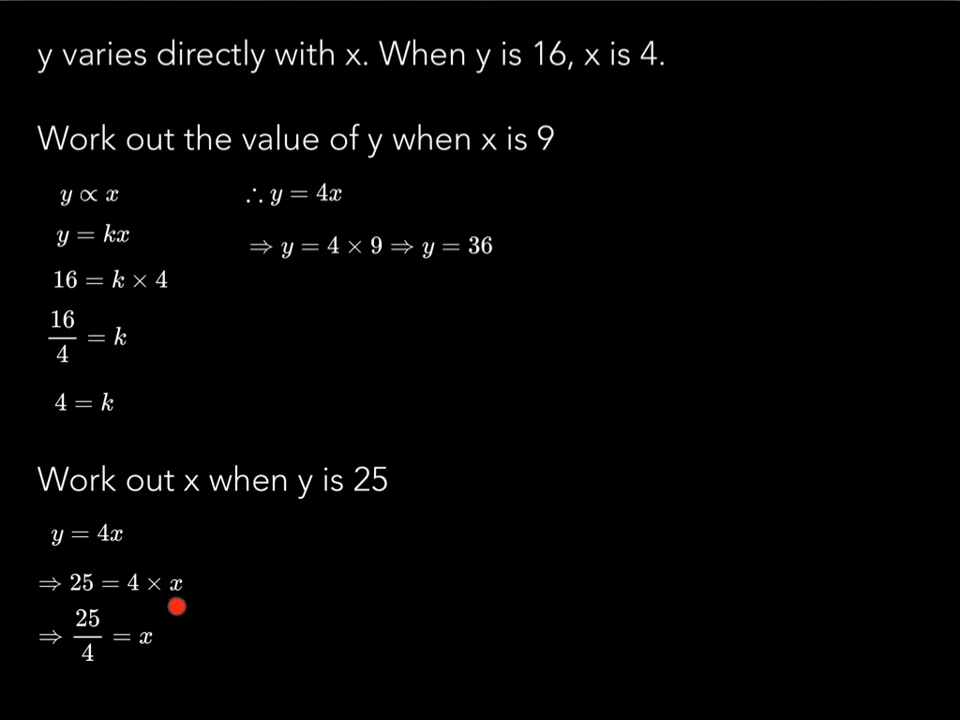 y varies directly with x. When y is 16, x is 4.
Work out the value of y when x is 9
y ∝ x
y = kx
16 = k × 4
16/4 = k
4 = k
∴ y = 4x
⇒ y = 4 × 9 ⇒ y = 36
Work out x when y is 25
y = 4x
⇒ 25 = 4 × x
⇒ 25/4 = x